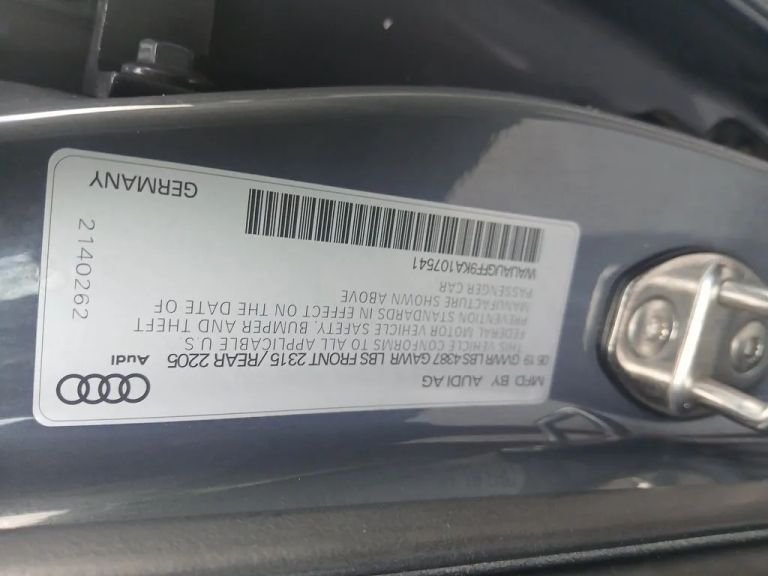 Audi
MFD BY AUDI AG
06 19 GVWR LBS 4387 GAWR LBS FRONT 2315 / REAR 2205
THIS VEHICLE CONFORMS TO ALL APPLICABLE U.S.
FEDERAL MOTOR VEHICLE SAFETY, BUMPER AND THEFT
PREVENTION STANDARDS IN EFFECT ON THE DATE OF
MANUFACTURE SHOWN ABOVE
PASSENGER CAR
WAUAUGFF9KA107541
GERMANY
2140262